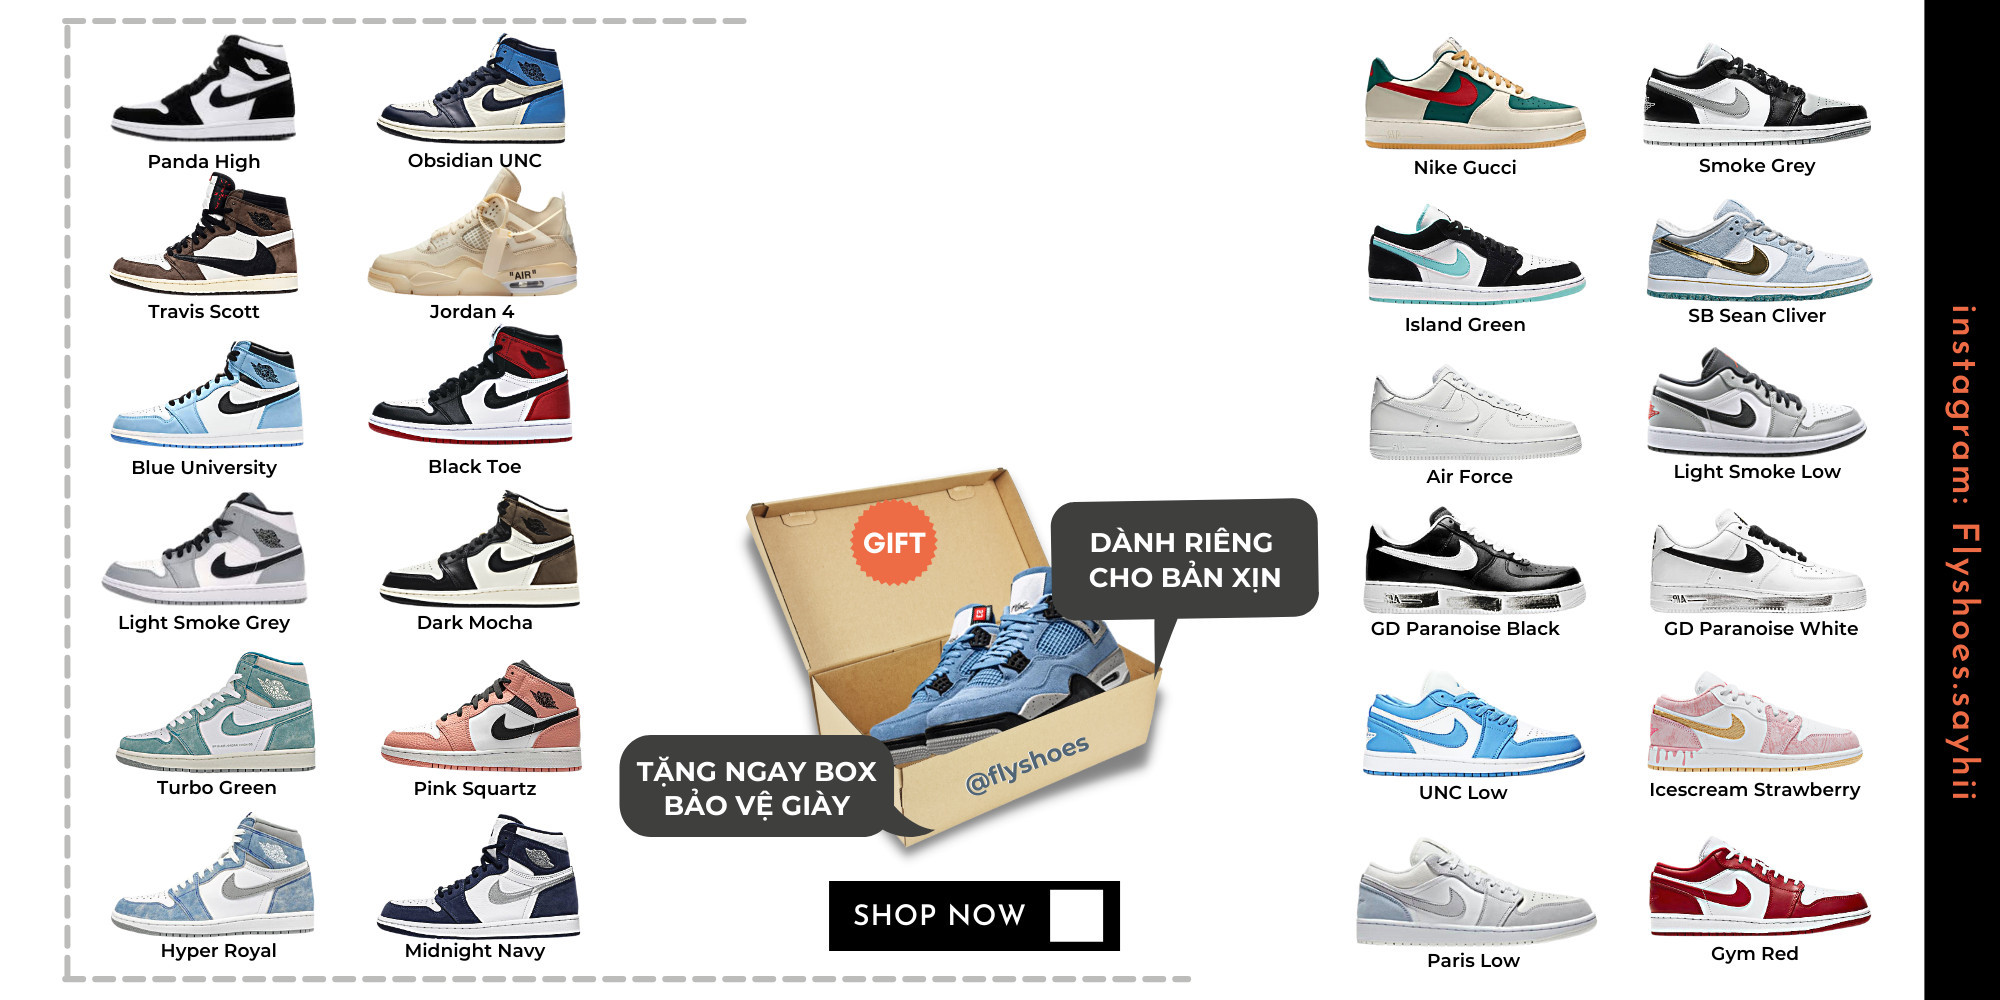 Panda High
Obsidian UNC
Travis Scott
Jordan 4
"AIR"
Blue University
Black Toe
Light Smoke Grey
Dark Mocha
Turbo Green
Pink Squartz
Hyper Royal
Midnight Navy
GIFT
DÀNH RIÊNG
CHO BẢN XỊN
@flyshoes
TẶNG NGAY BOX
BẢO VỆ GIÀY
SHOP NOW
Nike Gucci
Smoke Grey
Island Green
SB Sean Cliver
Air Force
Light Smoke Low
GD Paranoise Black
GD Paranoise White
UNC Low
Icescream Strawberry
Paris Low
Gym Red
instagram: Flyshoes.sayhii